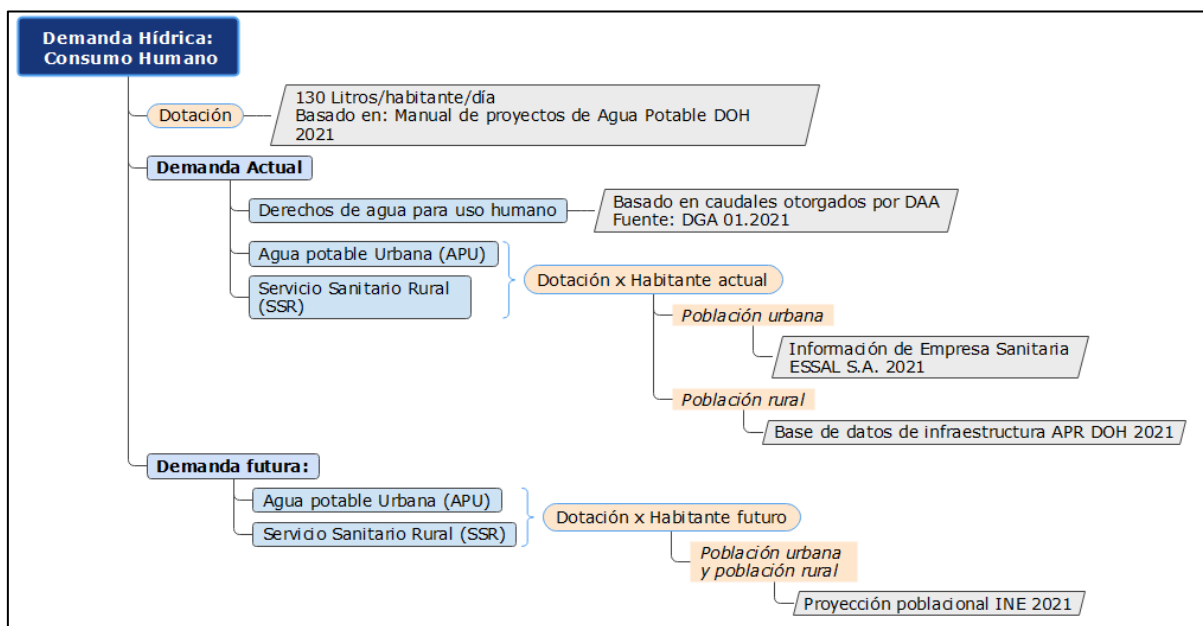 Demanda Hídrica:
Consumo Humano
Dotación
130 Litros/habitante/día
Basado en: Manual de proyectos de Agua Potable DOH
2021
Demanda Actual
Derechos de agua para uso humano
Basado en caudales otorgados por DAA
Fuente: DGA 01.2021
Agua potable Urbana (APU)
Servicio Sanitario Rural
(SSR)
Dotación x Habitante actual
Población urbana
Información de Empresa Sanitaria
ESSAL S.A. 2021
Población rural
Base de datos de infraestructura APR DOH 2021
Demanda futura:
Agua potable Urbana (APU)
Servicio Sanitario Rural (SSR)
Dotación x Habitante futuro
Población urbana
y población rural
Proyección poblacional INE 2021